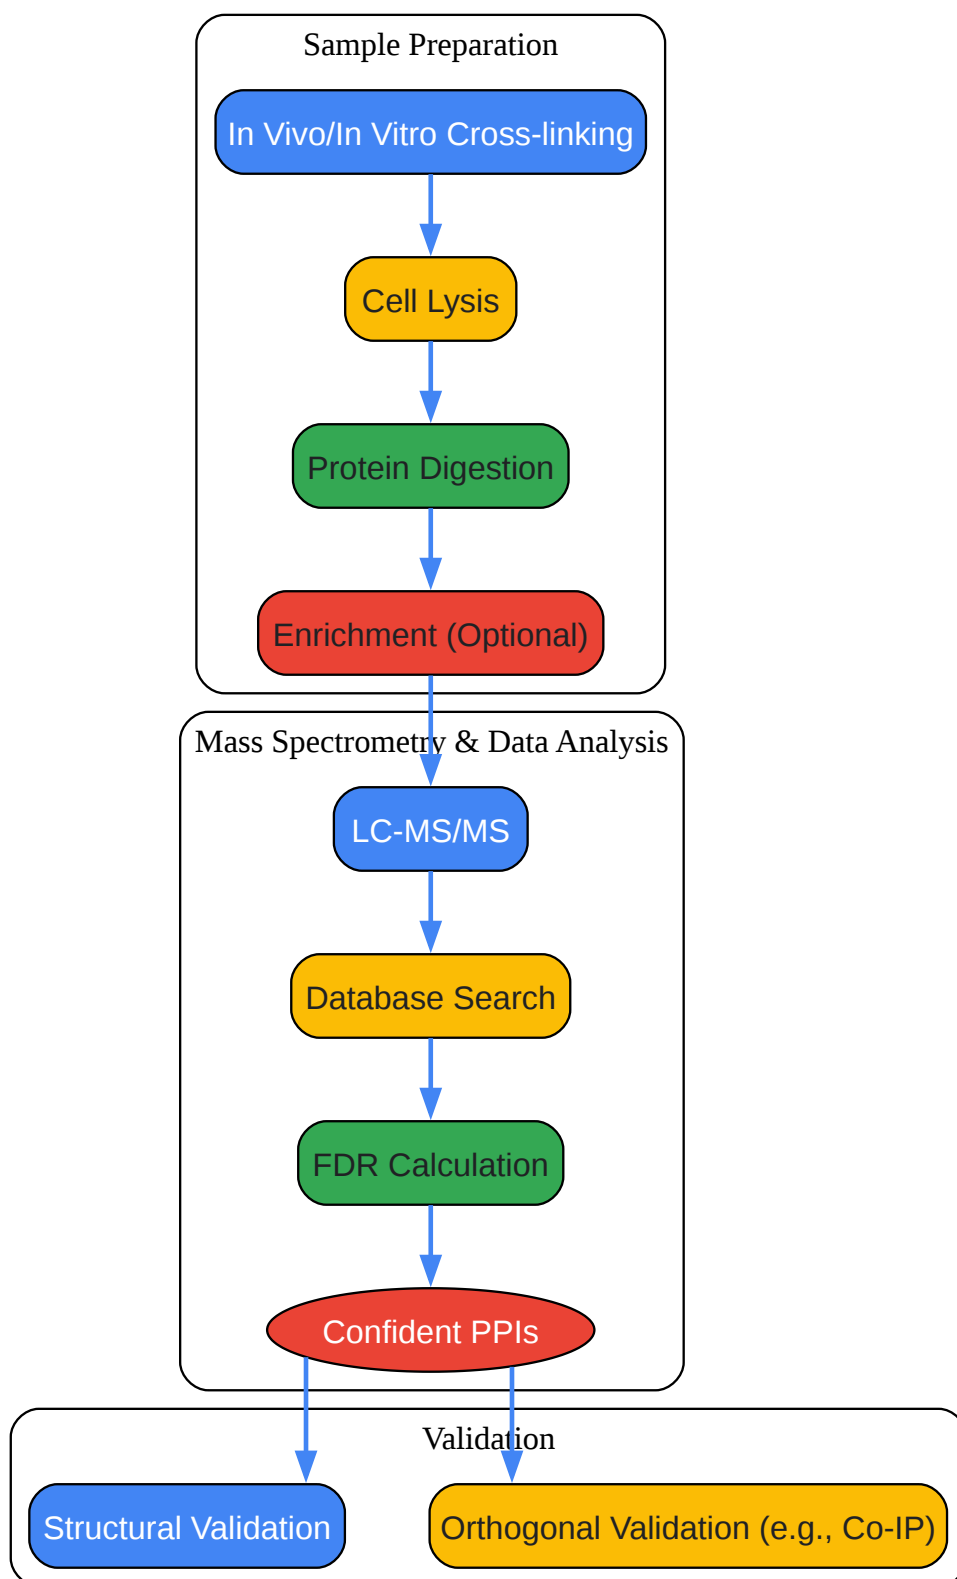 Sample Preparation
In Vivo/In Vitro Cross-linking
Cell Lysis
Protein Digestion
Enrichment (Optional)
Mass Spectrometry & Data Analysis
LC-MS/MS
Database Search
FDR Calculation
Confident PPIs
Validation
Structural Validation
Orthogonal Validation (e.g., Co-IP)